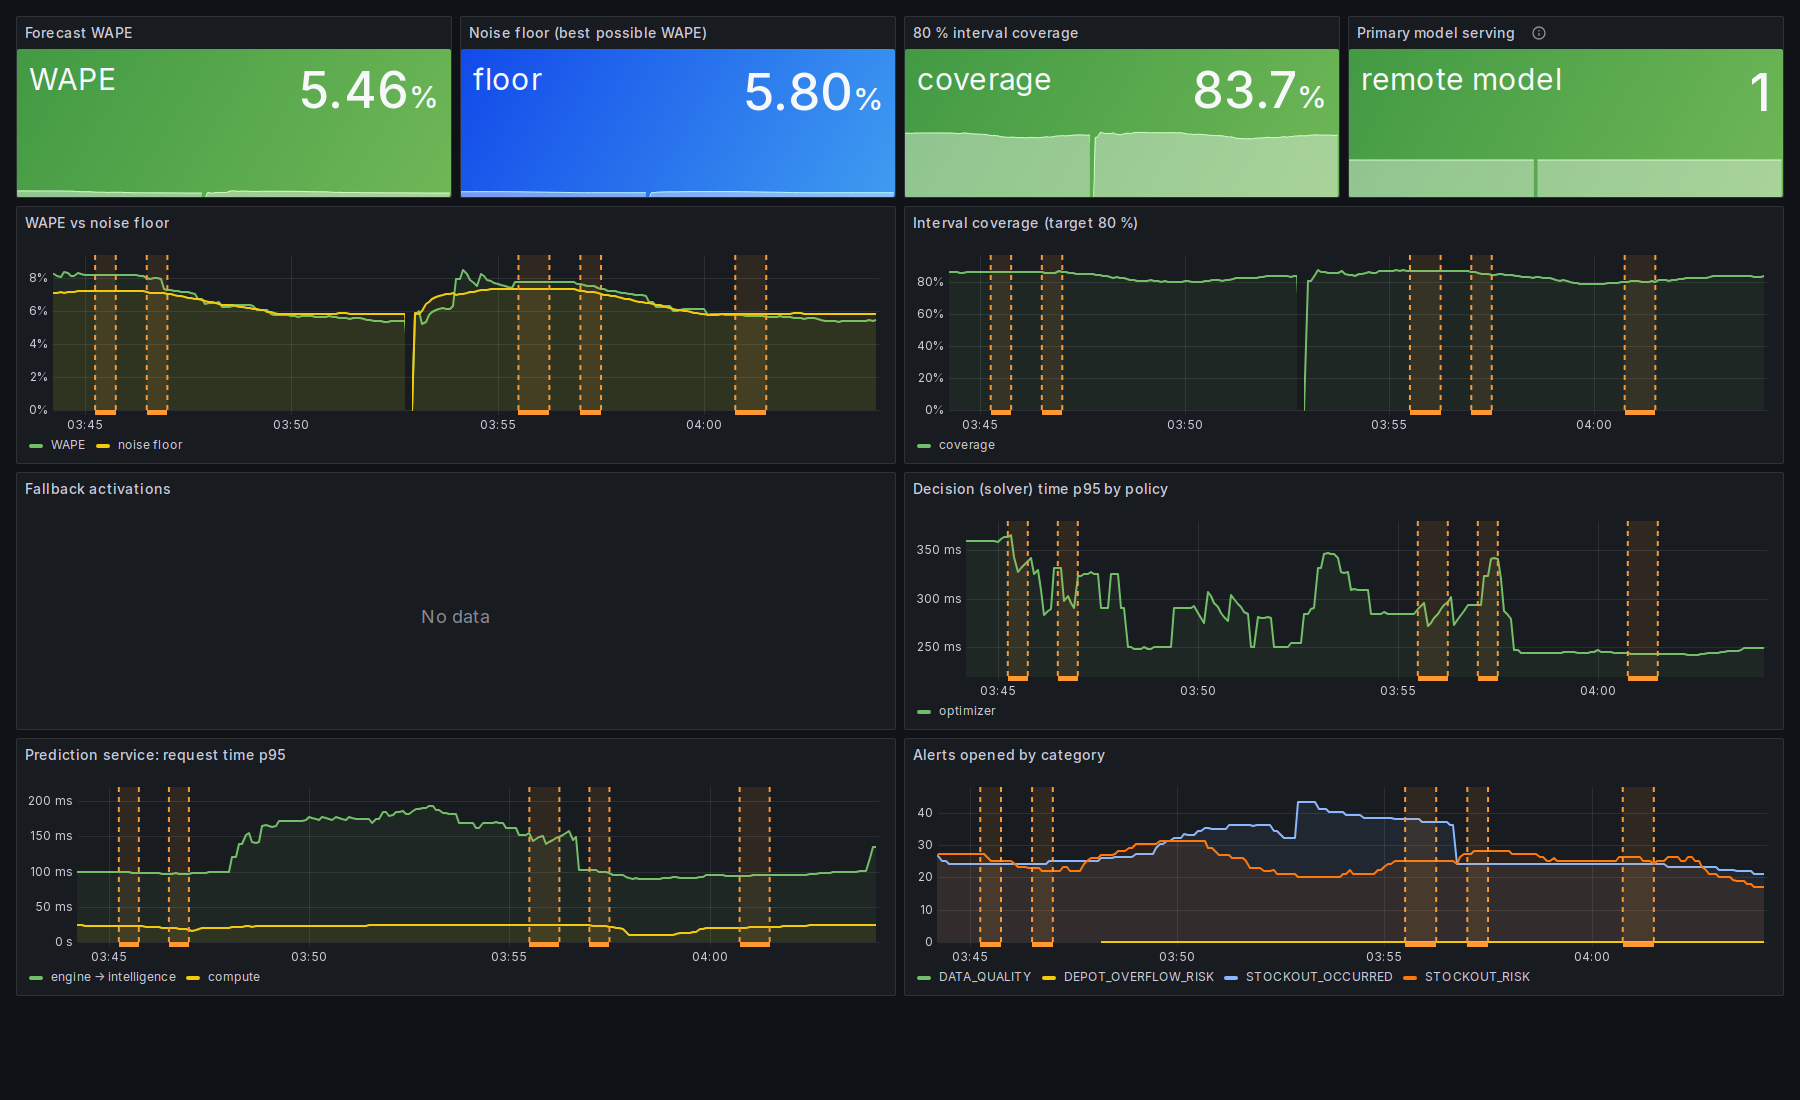 Forecast WAPE
WAPE
5.46%
Noise floor (best possible WAPE)
floor
5.80%
80 % interval coverage
coverage
83.7%
Primary model serving
remote model
1
WAPE vs noise floor
8%
6%
4%
2%
0%
03:45 03:50 03:55 04:00
WAPE noise floor
Interval coverage (target 80 %)
80%
60%
40%
20%
0%
03:45 03:50 03:55 04:00
coverage
Fallback activations
No data
Decision (solver) time p95 by policy
350 ms
300 ms
250 ms
03:45 03:50 03:55 04:00
optimizer
Prediction service: request time p95
200 ms
150 ms
100 ms
50 ms
0 s
03:45 03:50 03:55 04:00
engine → intelligence compute
Alerts opened by category
40
30
20
10
0
03:45 03:50 03:55 04:00
DATA_QUALITY DEPOT_OVERFLOW_RISK STOCKOUT_OCCURRED STOCKOUT_RISK